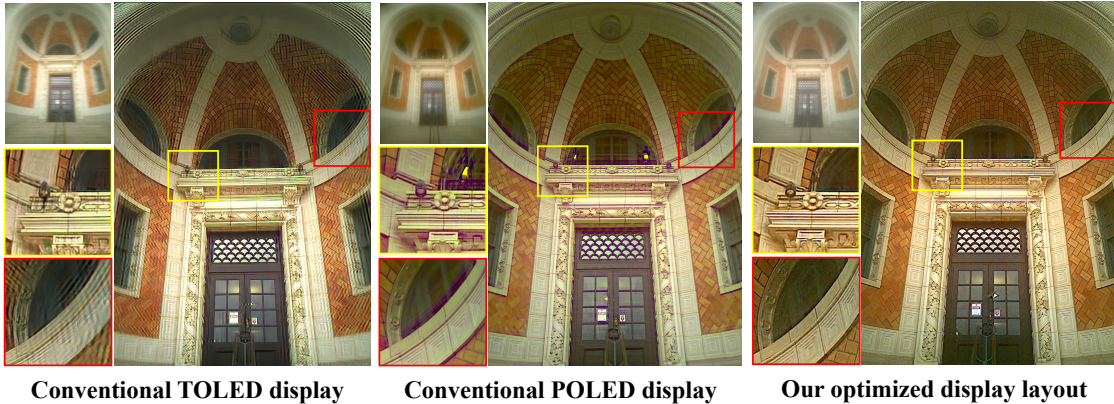 Conventional TOLED display
Conventional POLED display
Our optimized display layout